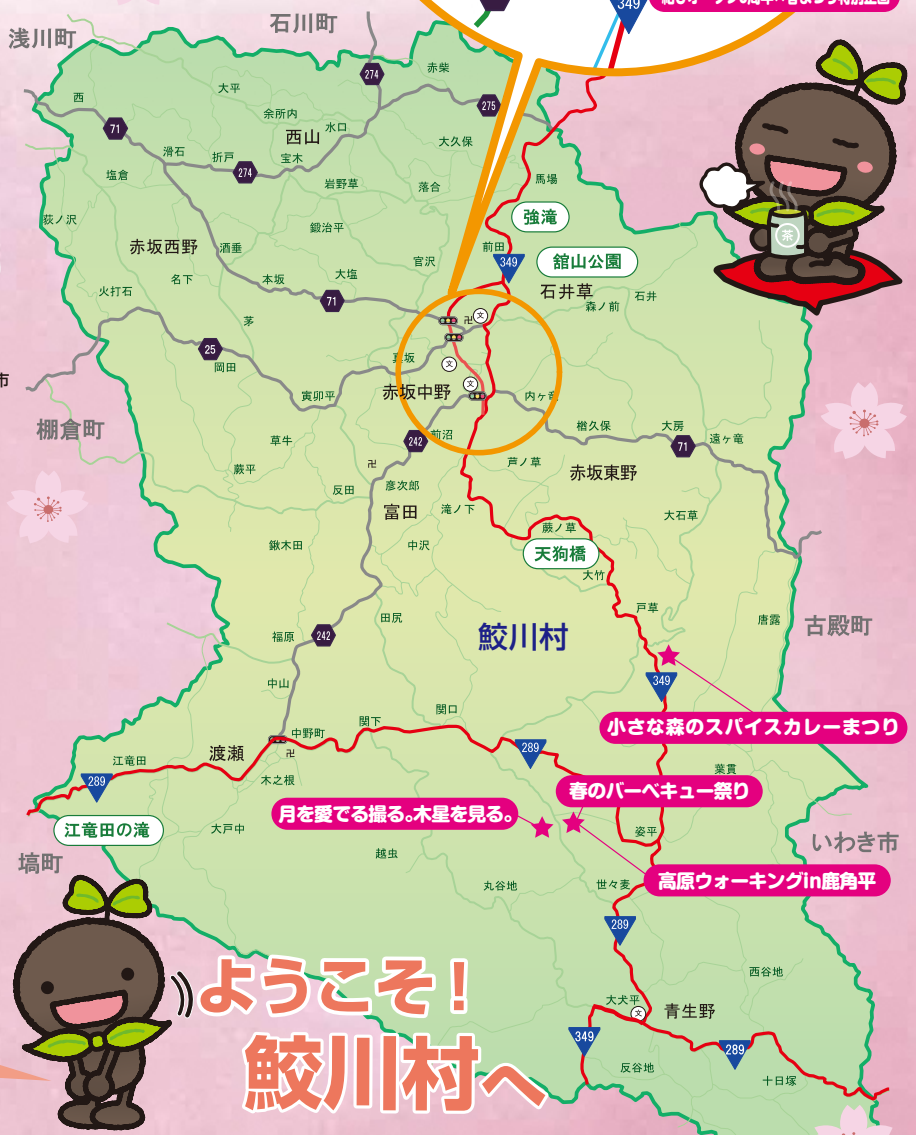 349
石川町
浅川町
赤柴
274
西
大平
275
余所内
71
西山
水口
大久保
滑石
折戸
宝木
274
塩倉
岩野草
落合
馬場
強滝
荻ノ沢
鍛治平
赤坂西野
酒垂
前田
官沢
349
舘山公園
名下
本坂
大塩
石井草
火打石
71
石井
森ノ前
茅
文
25
真坂
岡田
文
文
寅卯平
赤坂中野
市
棚倉町
前沼
242
草牛
楢久保
大房
71
遠ヶ竜
蕨平
芦ノ草
赤坂東野
反田
彦次郎
富田
滝ノ下
大石草
蕨ノ草
鍬木田
中沢
天狗橋
大竹
戸草
田尻
唐露
古殿町
福原
242
鮫川村
中山
349
関口
関下
小さな森のスパイスカレーまつり
中野町
渡瀬
江竜田
289
289
木之根
葉貫
春のバーベキュー祭り
月を愛でる撮る。木星を見る。
江竜田の滝
大戸中
姿平
いわき市
塙町
越虫
丸谷地
世々麦
高原ウォーキングin鹿角平
289
ようこそ!
西谷地
大犬平
文
青生野
349
289
鮫川村へ
反谷地
十日塚
茶